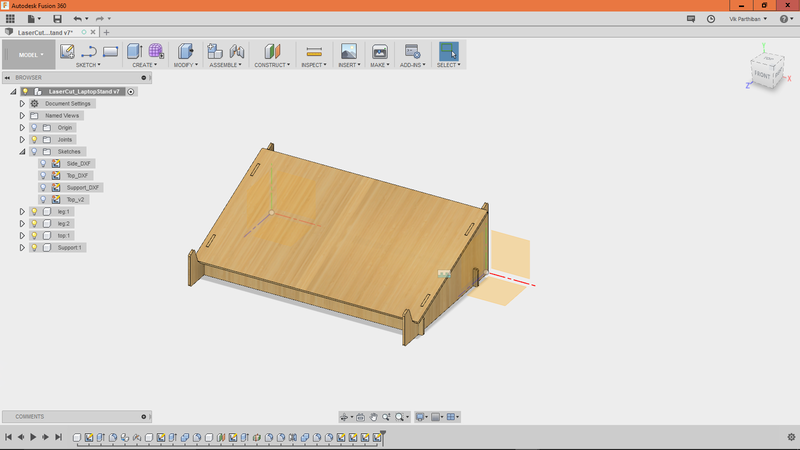 Autodesk Fusion 360
Vik Parthiban
LaserCut...tand v7*
MODEL
SKETCH
CREATE
MODIFY
ASSEMBLE
CONSTRUCT
INSPECT
INSERT
MAKE
ADD-INS
SELECT
BROWSER
LaserCut_LaptopStand v7
Document Settings
Named Views
Origin
Joints
Sketches
Side_DXF
Top_DXF
Support_DXF
Top_v2
leg:1
leg:2
top:1
Support:1
Y
FRONT
X
Z
COMMENTS